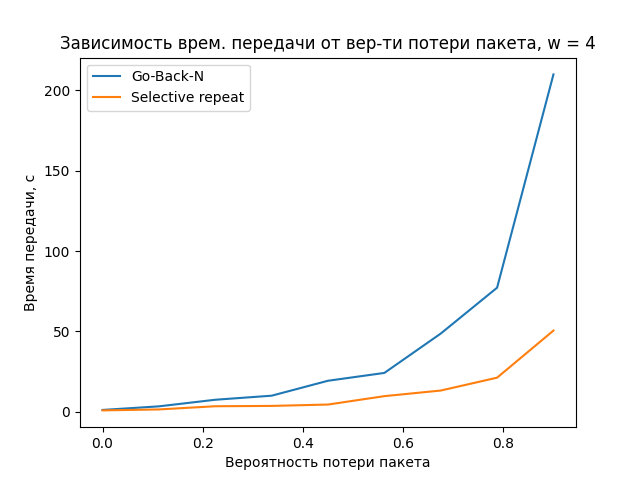 Зависимость врем. передачи от вер-ти потери пакета, w = 4
Go-Back-N
Selective repeat
Время передачи, с
200
150
100
50
0
0.0 0.2 0.4 0.6 0.8
Вероятность потери пакета